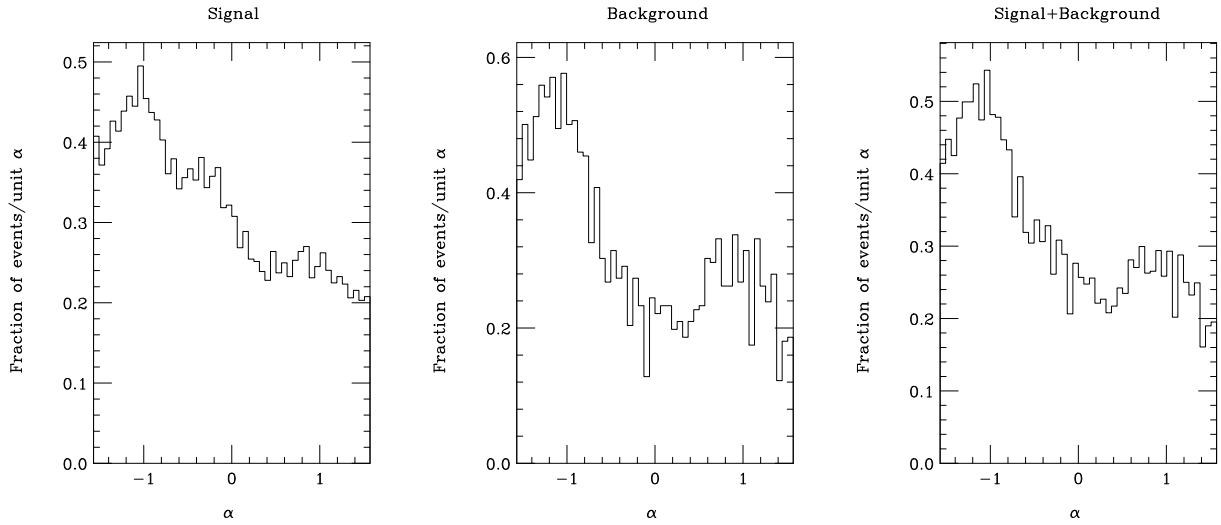 Signal
Fraction of events/unit α
0.5
0.4
0.3
0.2
0.1
0.0
−1
0
1
α
Background
Fraction of events/unit α
0.6
0.4
0.2
0.0
−1
0
1
α
Signal+Background
Fraction of events/unit α
0.5
0.4
0.3
0.2
0.1
0.0
−1
0
1
α